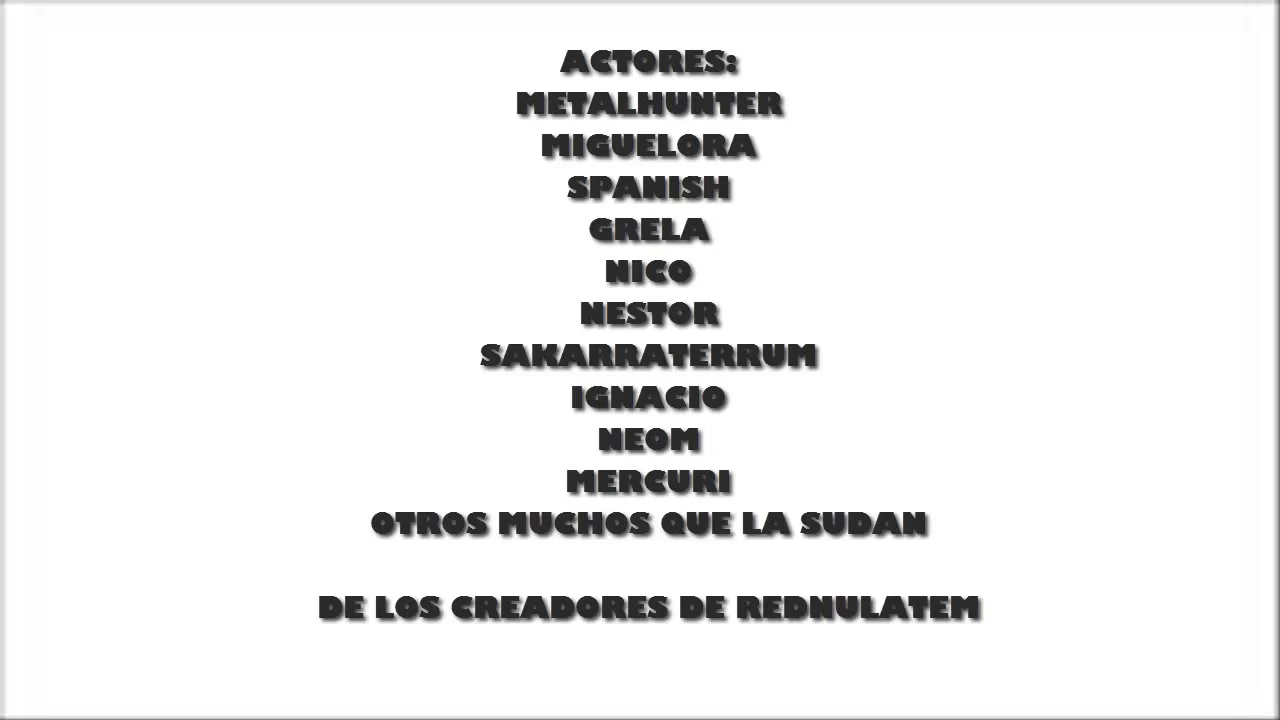 ACTORES:
METALHUNTER
MIGUELORA
SPANISH
GRELA
NICO
NESTOR
SAKARRATERRUM
IGNACIO
NEOM
MERCURI
OTROS MUCHOS QUE LA SUDAN
DE LOS CREADORES DE REDNULATEM